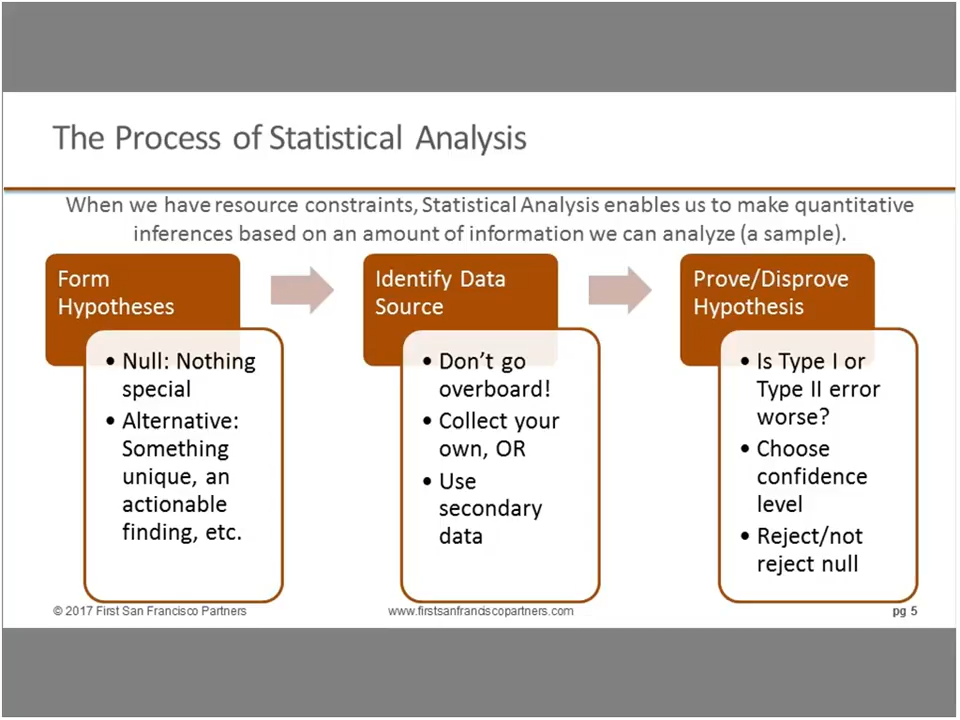 The Process of Statistical Analysis
When we have resource constraints, Statistical Analysis enables us to make quantitative
inferences based on an amount of information we can analyze (a sample).
Form
Hypotheses
• Null: Nothing
special
• Alternative:
Something
unique, an
actionable
finding, etc.
Identify Data
Source
• Don't go
overboard!
• Collect your
own, OR
• Use
secondary
data
Prove/Disprove
Hypothesis
• Is Type I or
Type II error
worse?
• Choose
confidence
level
• Reject/not
reject null
© 2017 First San Francisco Partners
www.firstsanfranciscopartners.com
pg 5